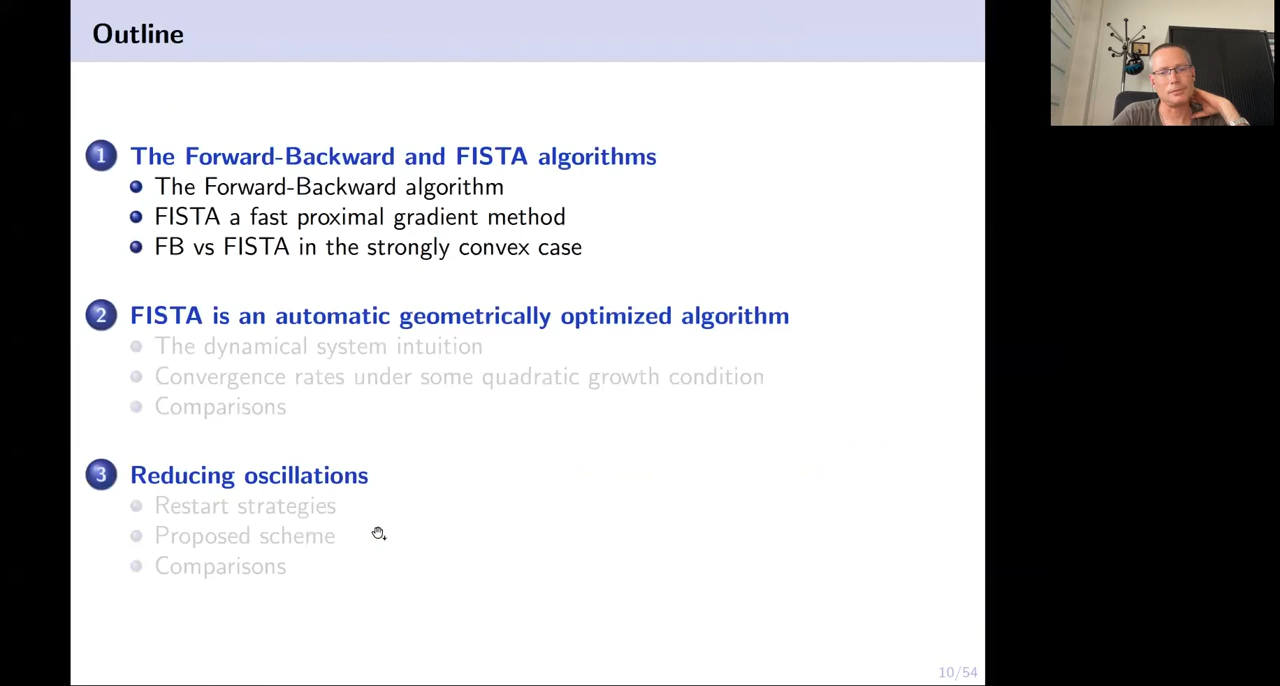 Outline
1 The Forward-Backward and FISTA algorithms
The Forward-Backward algorithm
FISTA a fast proximal gradient method
FB vs FISTA in the strongly convex case
2 FISTA is an automatic geometrically optimized algorithm
The dynamical system intuition
Convergence rates under some quadratic growth condition
Comparisons
3 Reducing oscillations
Restart strategies
Proposed scheme
Comparisons
10/54